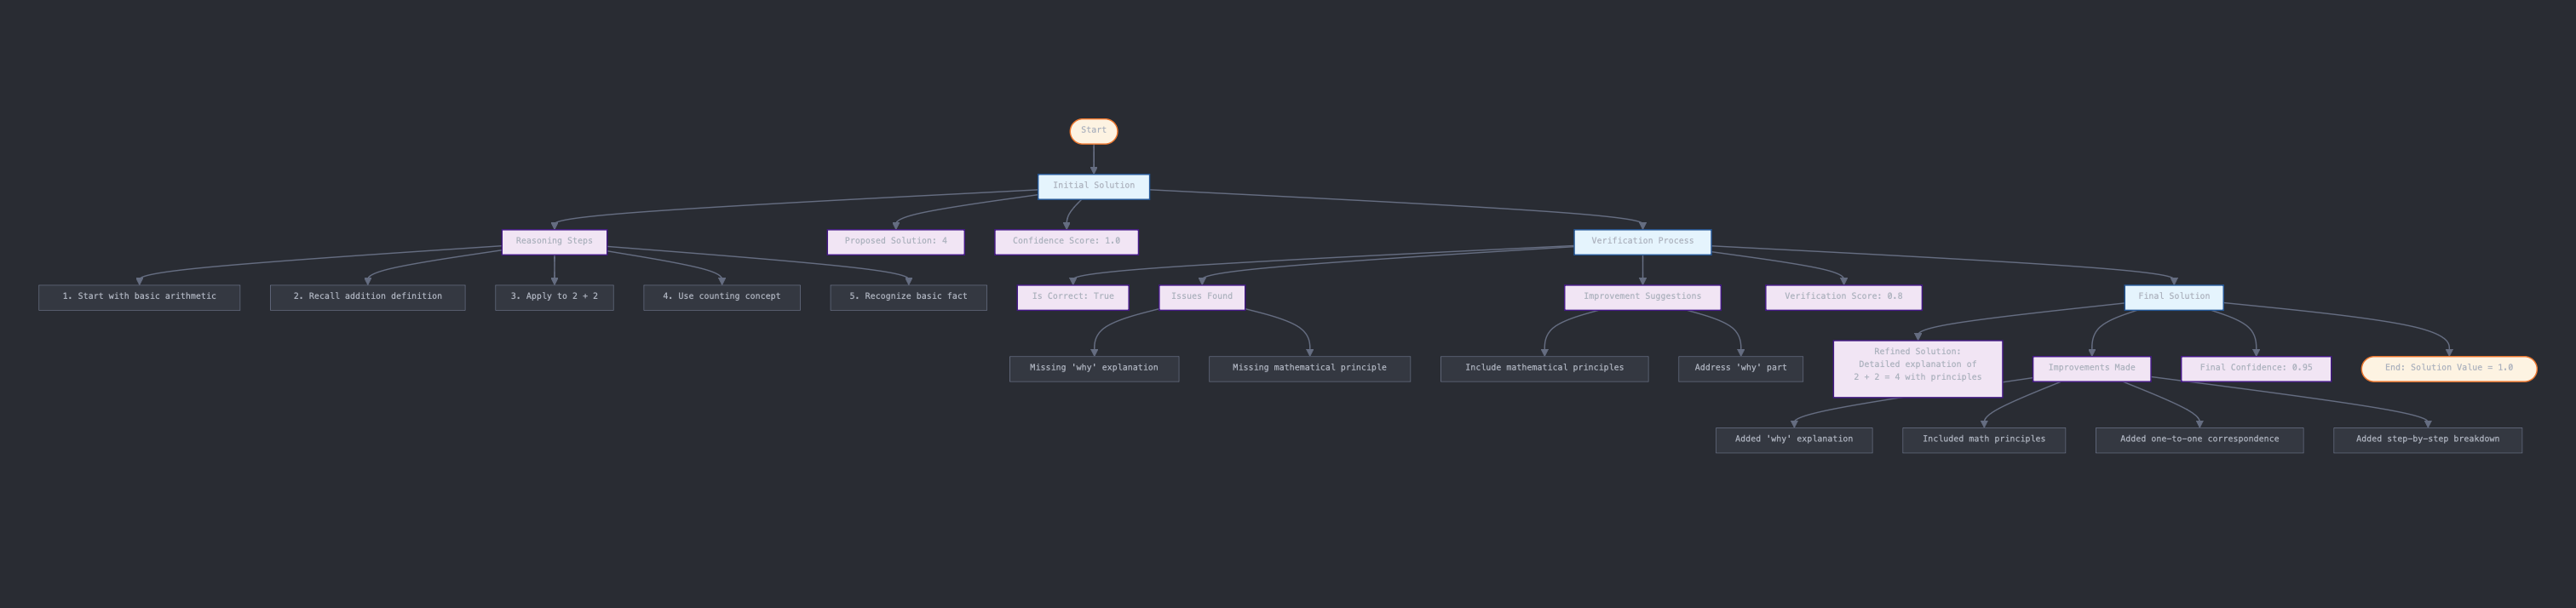 Start
Initial Solution
Reasoning Steps
Proposed Solution: 4
Confidence Score: 1.0
Verification Process
1. Start with basic arithmetic
2. Recall addition definition
3. Apply to 2 + 2
4. Use counting concept
5. Recognize basic fact
Is Correct: True
Issues Found
Improvement Suggestions
Verification Score: 0.8
Final Solution
Missing 'why' explanation
Missing mathematical principle
Include mathematical principles
Address 'why' part
Refined Solution:
Detailed explanation of
2 + 2 = 4 with principles
Improvements Made
Final Confidence: 0.95
End: Solution Value = 1.0
Added 'why' explanation
Included math principles
Added one-to-one correspondence
Added step-by-step breakdown